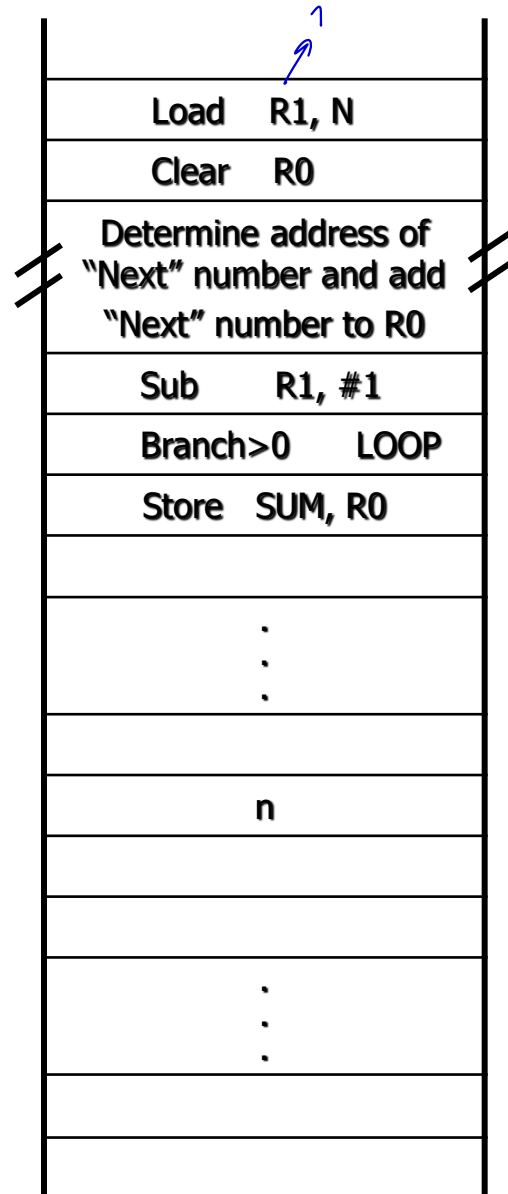 Load R1, N
Clear R0
Determine address of
“Next” number and add
“Next” number to R0
Sub R1, #1
Branch>0 LOOP
Store SUM, R0
.
.
.
n
.
.
.